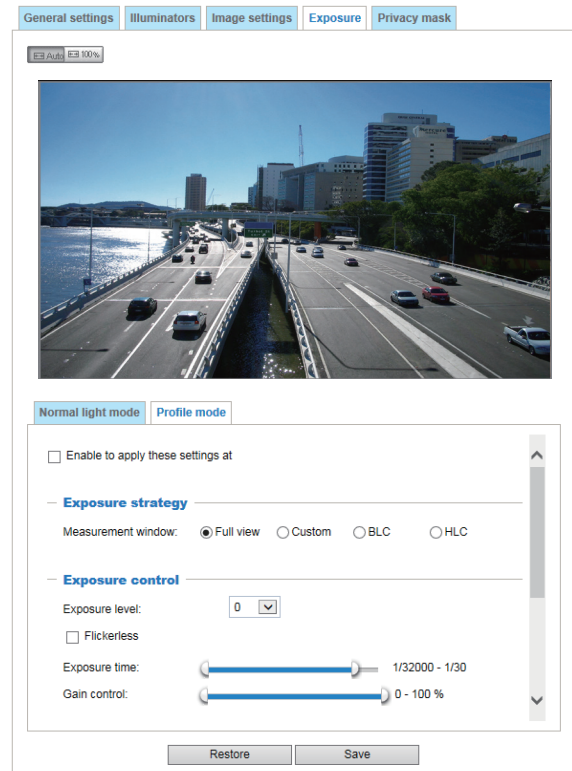 General settings Illuminators Image settings Exposure Privacy mask
Auto 100%
Normal light mode Profile mode
Enable to apply these settings at
Exposure strategy
Measurement window: Full view Custom BLC HLC
Exposure control
Exposure level: 0
Flickerless
Exposure time: 1/32000 - 1/30
Gain control: 0 - 100 %
Restore Save